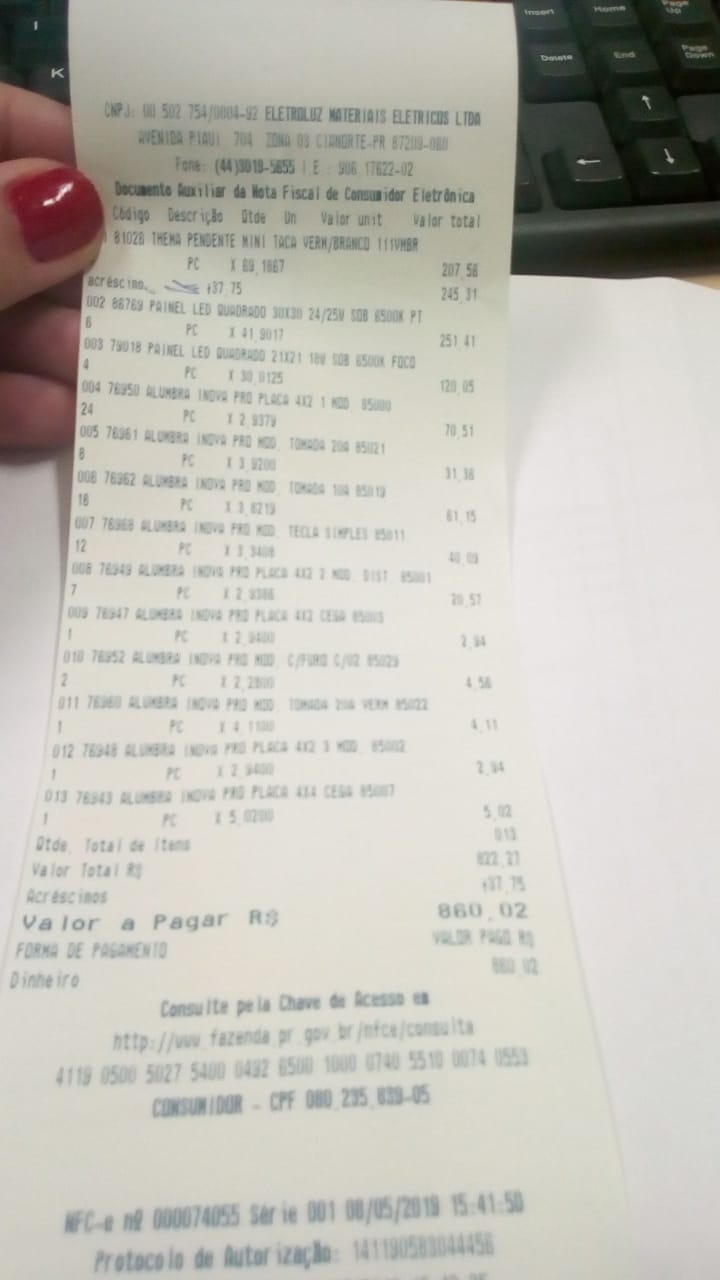 Insert
Home
Page Up
Delete
End
Page Down
K
CNPJ: 00 502 754/0004-92 ELETROLUZ MATERIAIS ELETRICOS LTDA
AVENIDA PIAUI 704 ZONA 03 CIANORTE-PR 87209-080
Fone: (44)3019-5655 I.E.: 906.17622-02
Documento Auxiliar da Nota Fiscal de Consumidor Eletrônica
Código Descrição Qtde Un Valor unit Valor total
81028 THEMA PENDENTE MINI TACA VERM/BRANCO 111VMBR
PC X 69,1867 207,56
acréscimo +37,75 245,31
002 86769 PAINEL LED QUADRADO 30X30 24/25W SOB 6500K PT
6 PC X 41,9017 251,41
003 79018 PAINEL LED QUADRADO 21X21 18W SOB 6500K FOCO
4 PC X 30,0125 120,05
004 76950 ALUMBRA INOVA PRO PLACA 4X2 1 MOD. 85000
24 PC X 2,9379 70,51
005 76961 ALUMBRA INOVA PRO MOD. TOMADA 20A 85021
8 PC X 3,9200 31,36
006 76962 ALUMBRA INOVA PRO MOD. TOMADA 10A 85019
16 PC X 3,8219 61,15
007 76968 ALUMBRA INOVA PRO MOD. TECLA SIMPLES 85011
12 PC X 3,3408 40,09
008 76949 ALUMBRA INOVA PRO PLACA 4X2 2 MOD. DIST. 85001
7 PC X 2,9386 20,57
009 76947 ALUMBRA INOVA PRO PLACA 4X2 CEGA 85003
1 PC X 2,9400 2,94
010 76952 ALUMBRA INOVA PRO MOD. C/FURO C/02 85029
2 PC X 2,2800 4,56
011 76960 ALUMBRA INOVA PRO MOD. TOMADA 20A VERM 85022
1 PC X 4,1100 4,11
012 76948 ALUMBRA INOVA PRO PLACA 4X2 3 MOD. 85002
1 PC X 2,9400 2,94
013 76943 ALUMBRA INOVA PRO PLACA 4X4 CEGA 85007
1 PC X 5,0200 5,02
Qtde. Total de Itens 013
Valor Total R$ 822,27
Acréscimos +37,75
Valor a Pagar R$ 860,02
FORMA DE PAGAMENTO VALOR PAGO R$
Dinheiro 860,02
Consulte pela Chave de Acesso em
http://www.fazenda.pr.gov.br/nfce/consulta
4119 0500 5027 5400 0492 6500 1000 0740 5510 0074 0553
CONSUMIDOR - CPF 080.235.839-05
NFC-e nº 000074055 Série 001 08/05/2019 15:41:50
Protocolo de Autorização: 141190583044456